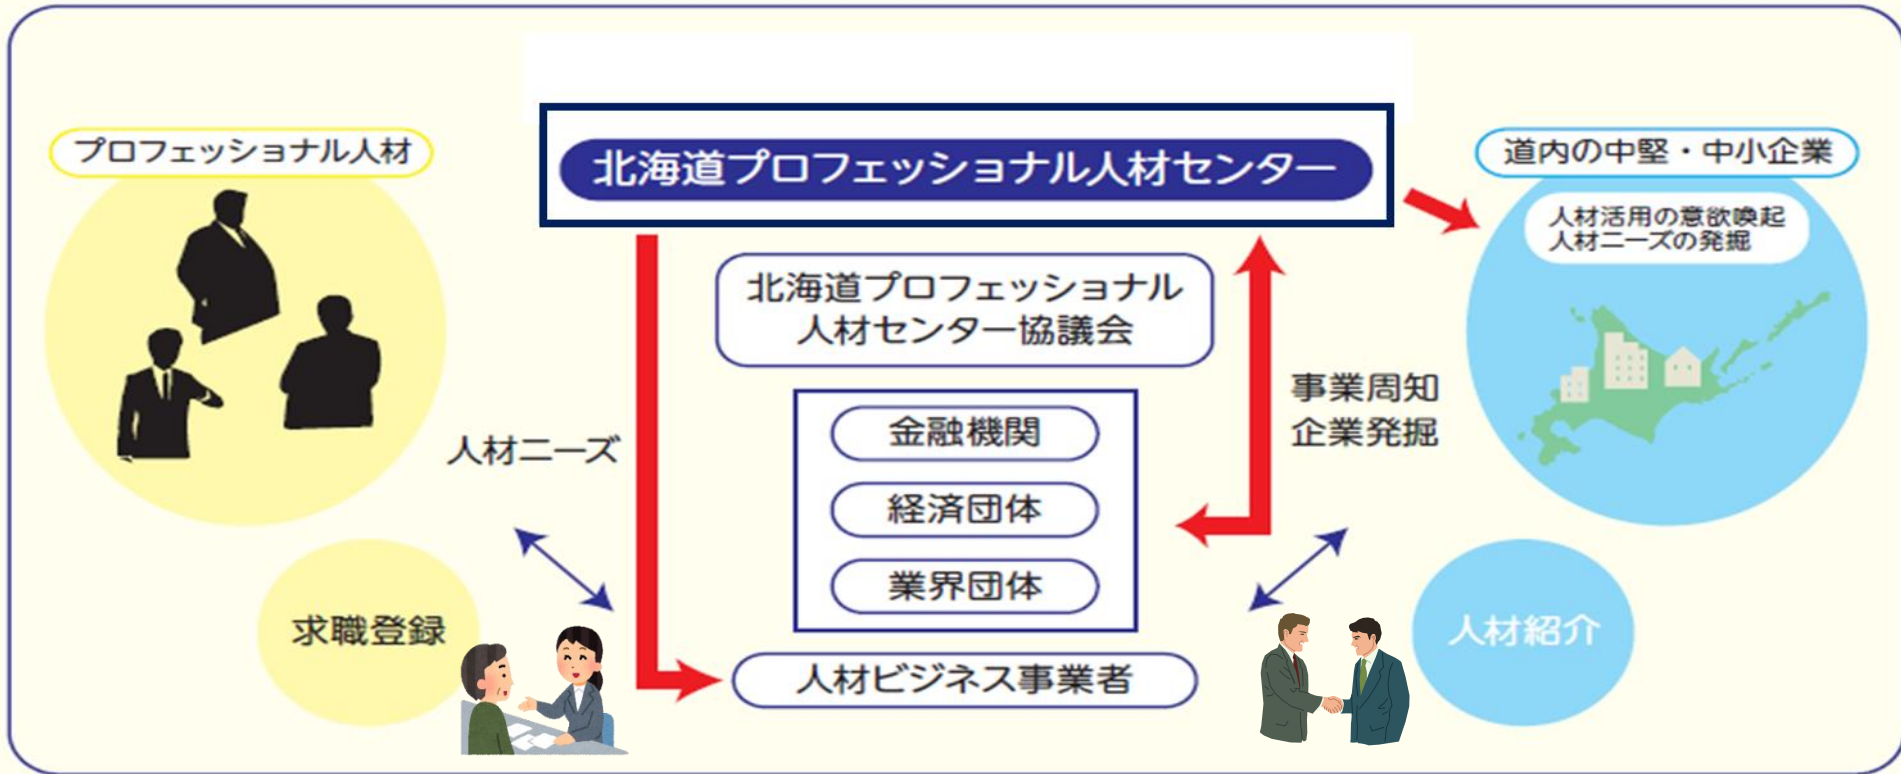 プロフェッショナル人材
北海道プロフェッショナル人材センター
道内の中堅・中小企業
人材活用の意欲喚起
人材ニーズの発掘
北海道プロフェッショナル
人材センター協議会
金融機関
経済団体
業界団体
人材ニーズ
事業周知
企業発掘
求職登録
人材ビジネス事業者
人材紹介